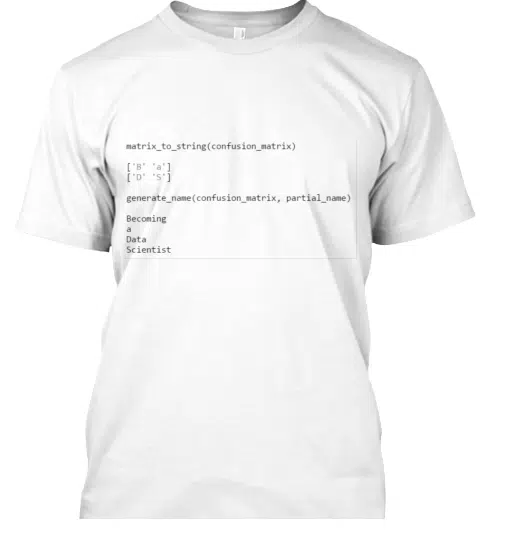 matrix_to_string(confusion_matrix)
['B' 'a']
['D' 'S']
generate_name(confusion_matrix, partial_name)
Becoming
a
Data
Scientist